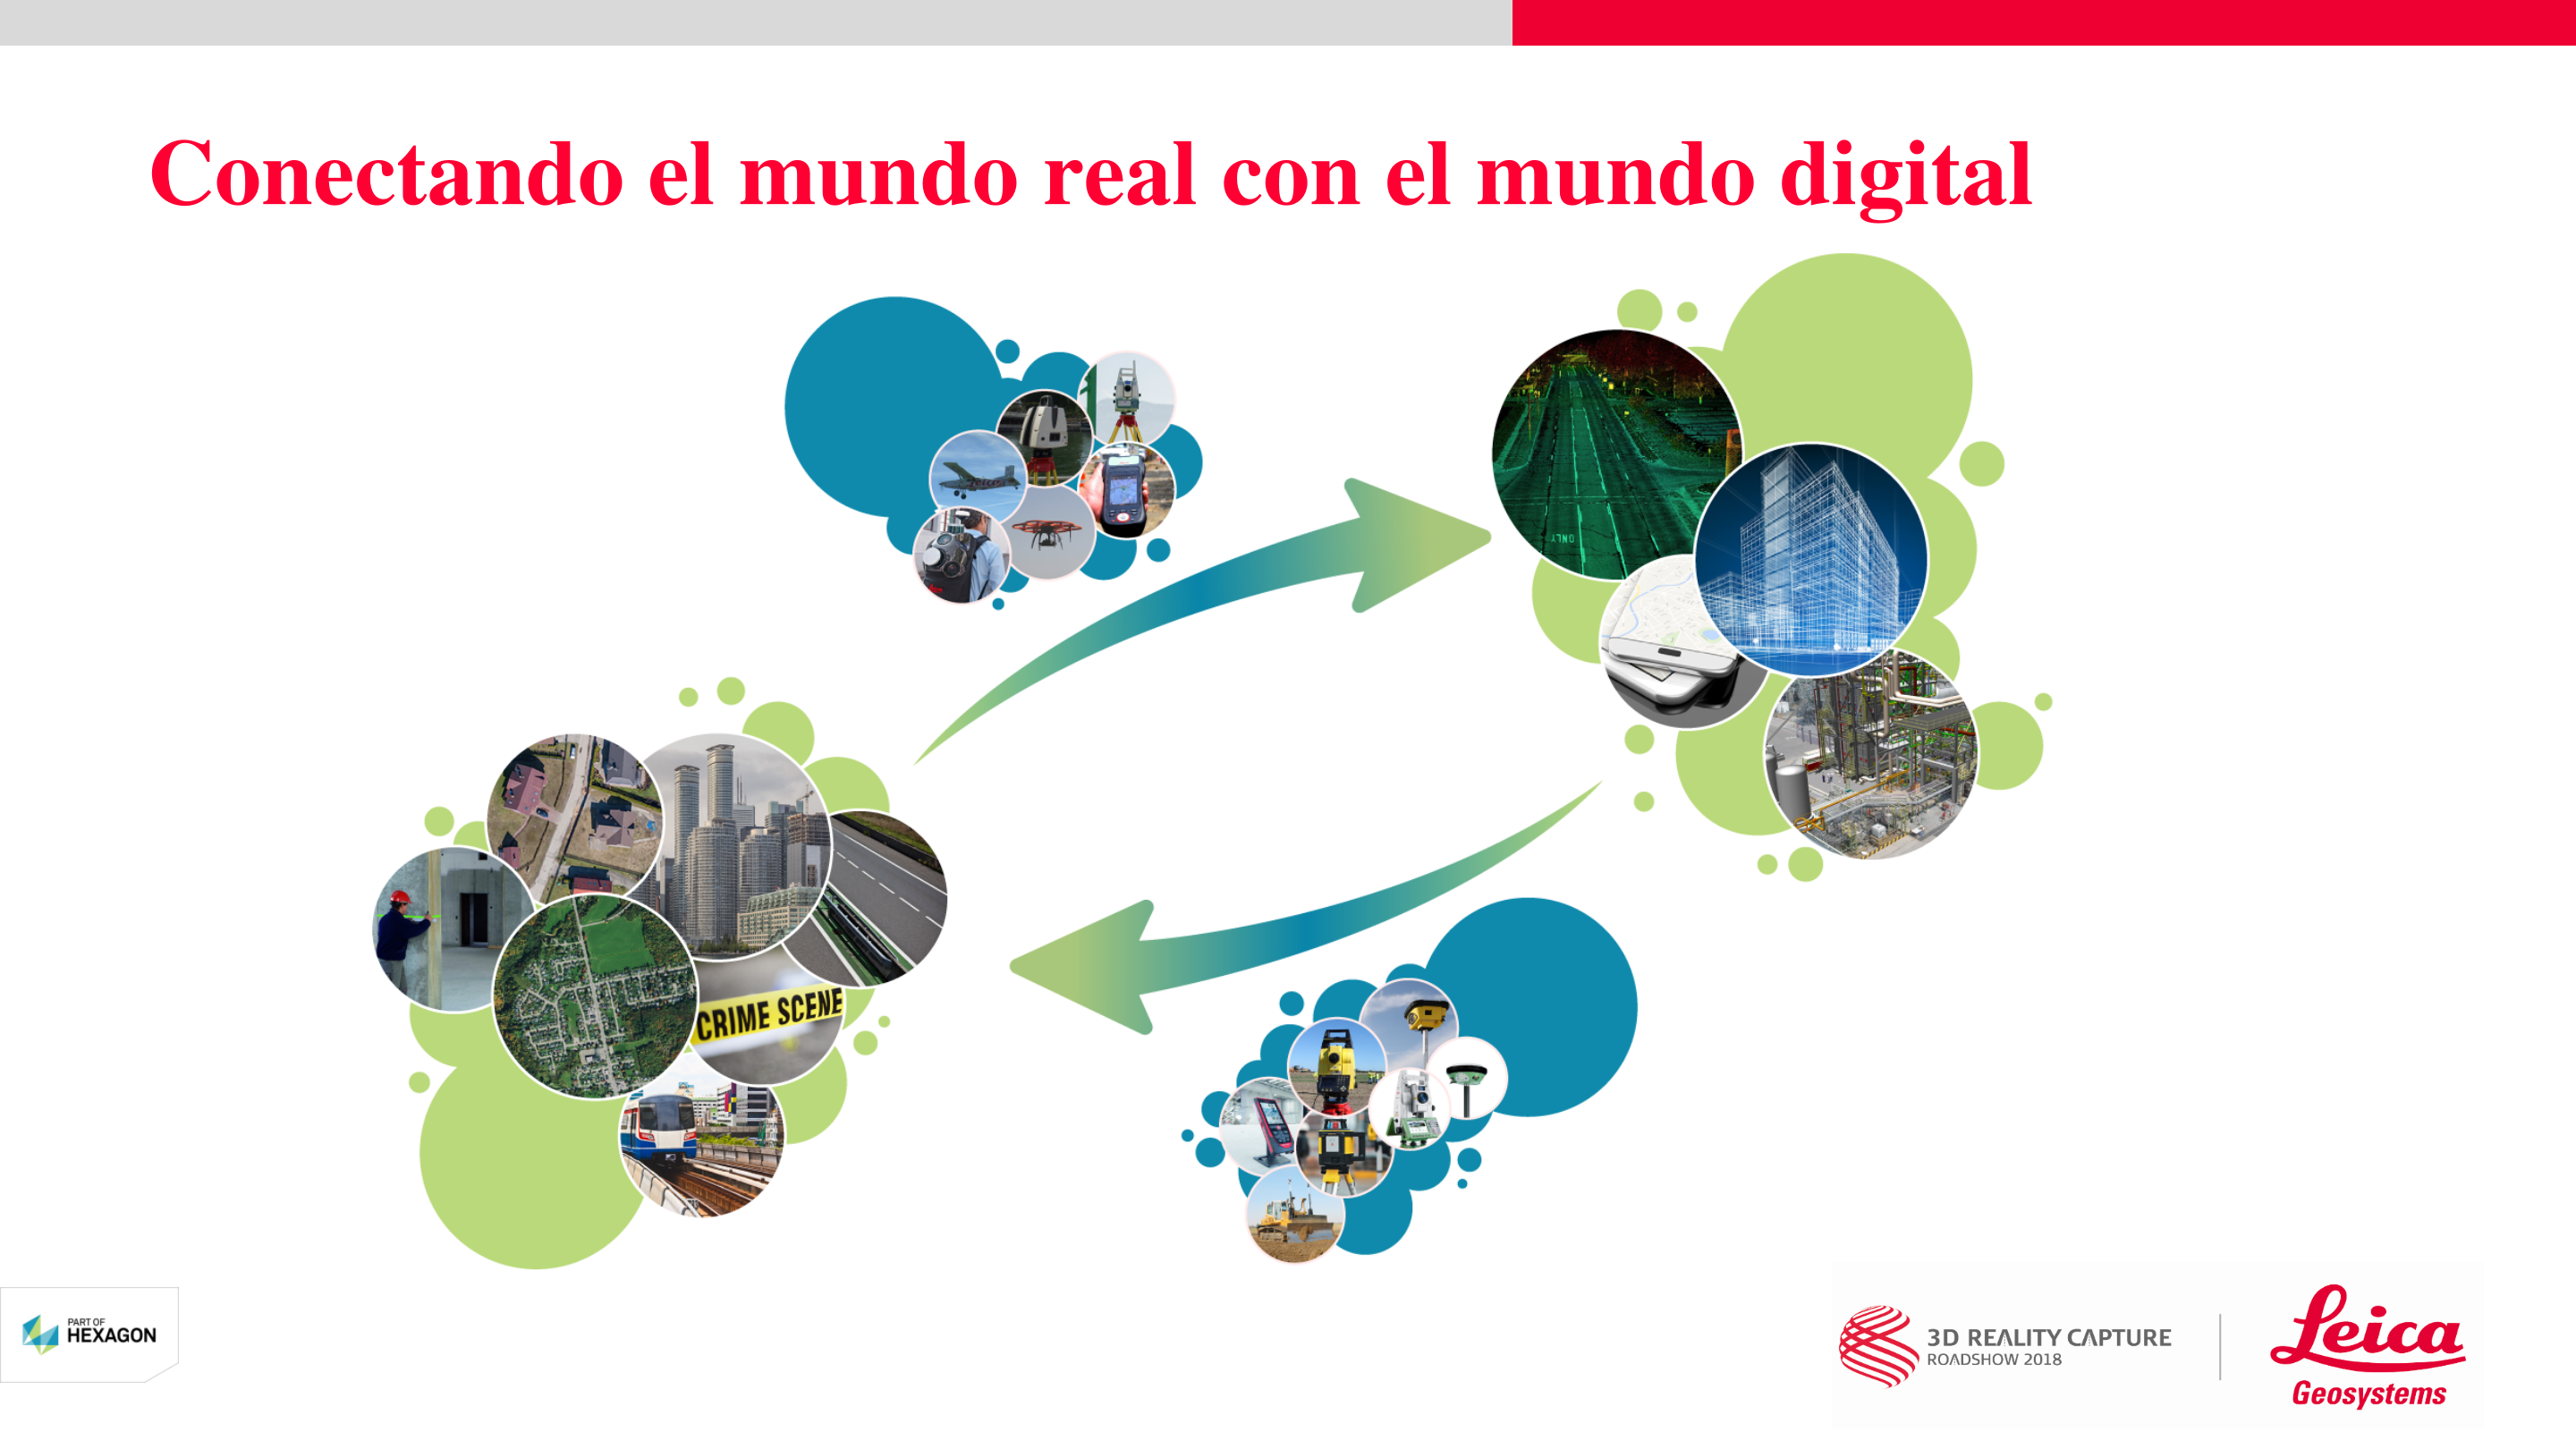 Conectando el mundo real con el mundo digital
ONLY
CRIME SCENE
PART OF
HEXAGON
3D REALITY CAPTURE
ROADSHOW 2018
Leica
Geosystems